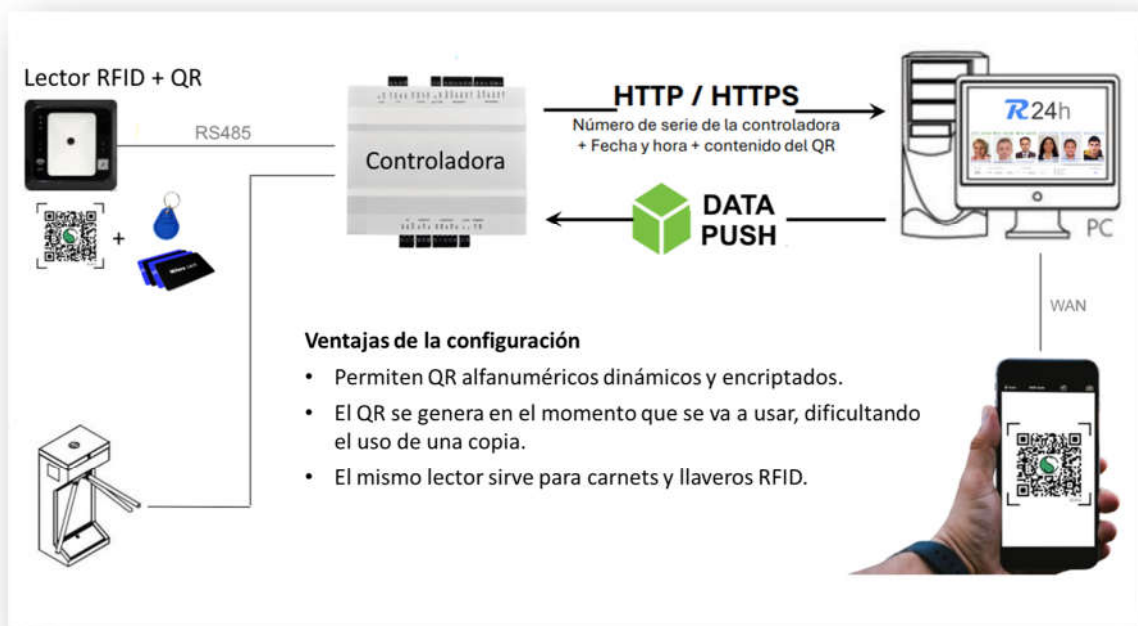 Lector RFID + QR
RS485
+
Controladora
HTTP / HTTPS
Número de serie de la controladora
+ Fecha y hora + contenido del QR
DATA
PUSH
R24h
PC
WAN
Ventajas de la configuración
• Permiten QR alfanuméricos dinámicos y encriptados.
• El QR se genera en el momento que se va a usar, dificultando
el uso de una copia.
• El mismo lector sirve para carnets y llaveros RFID.